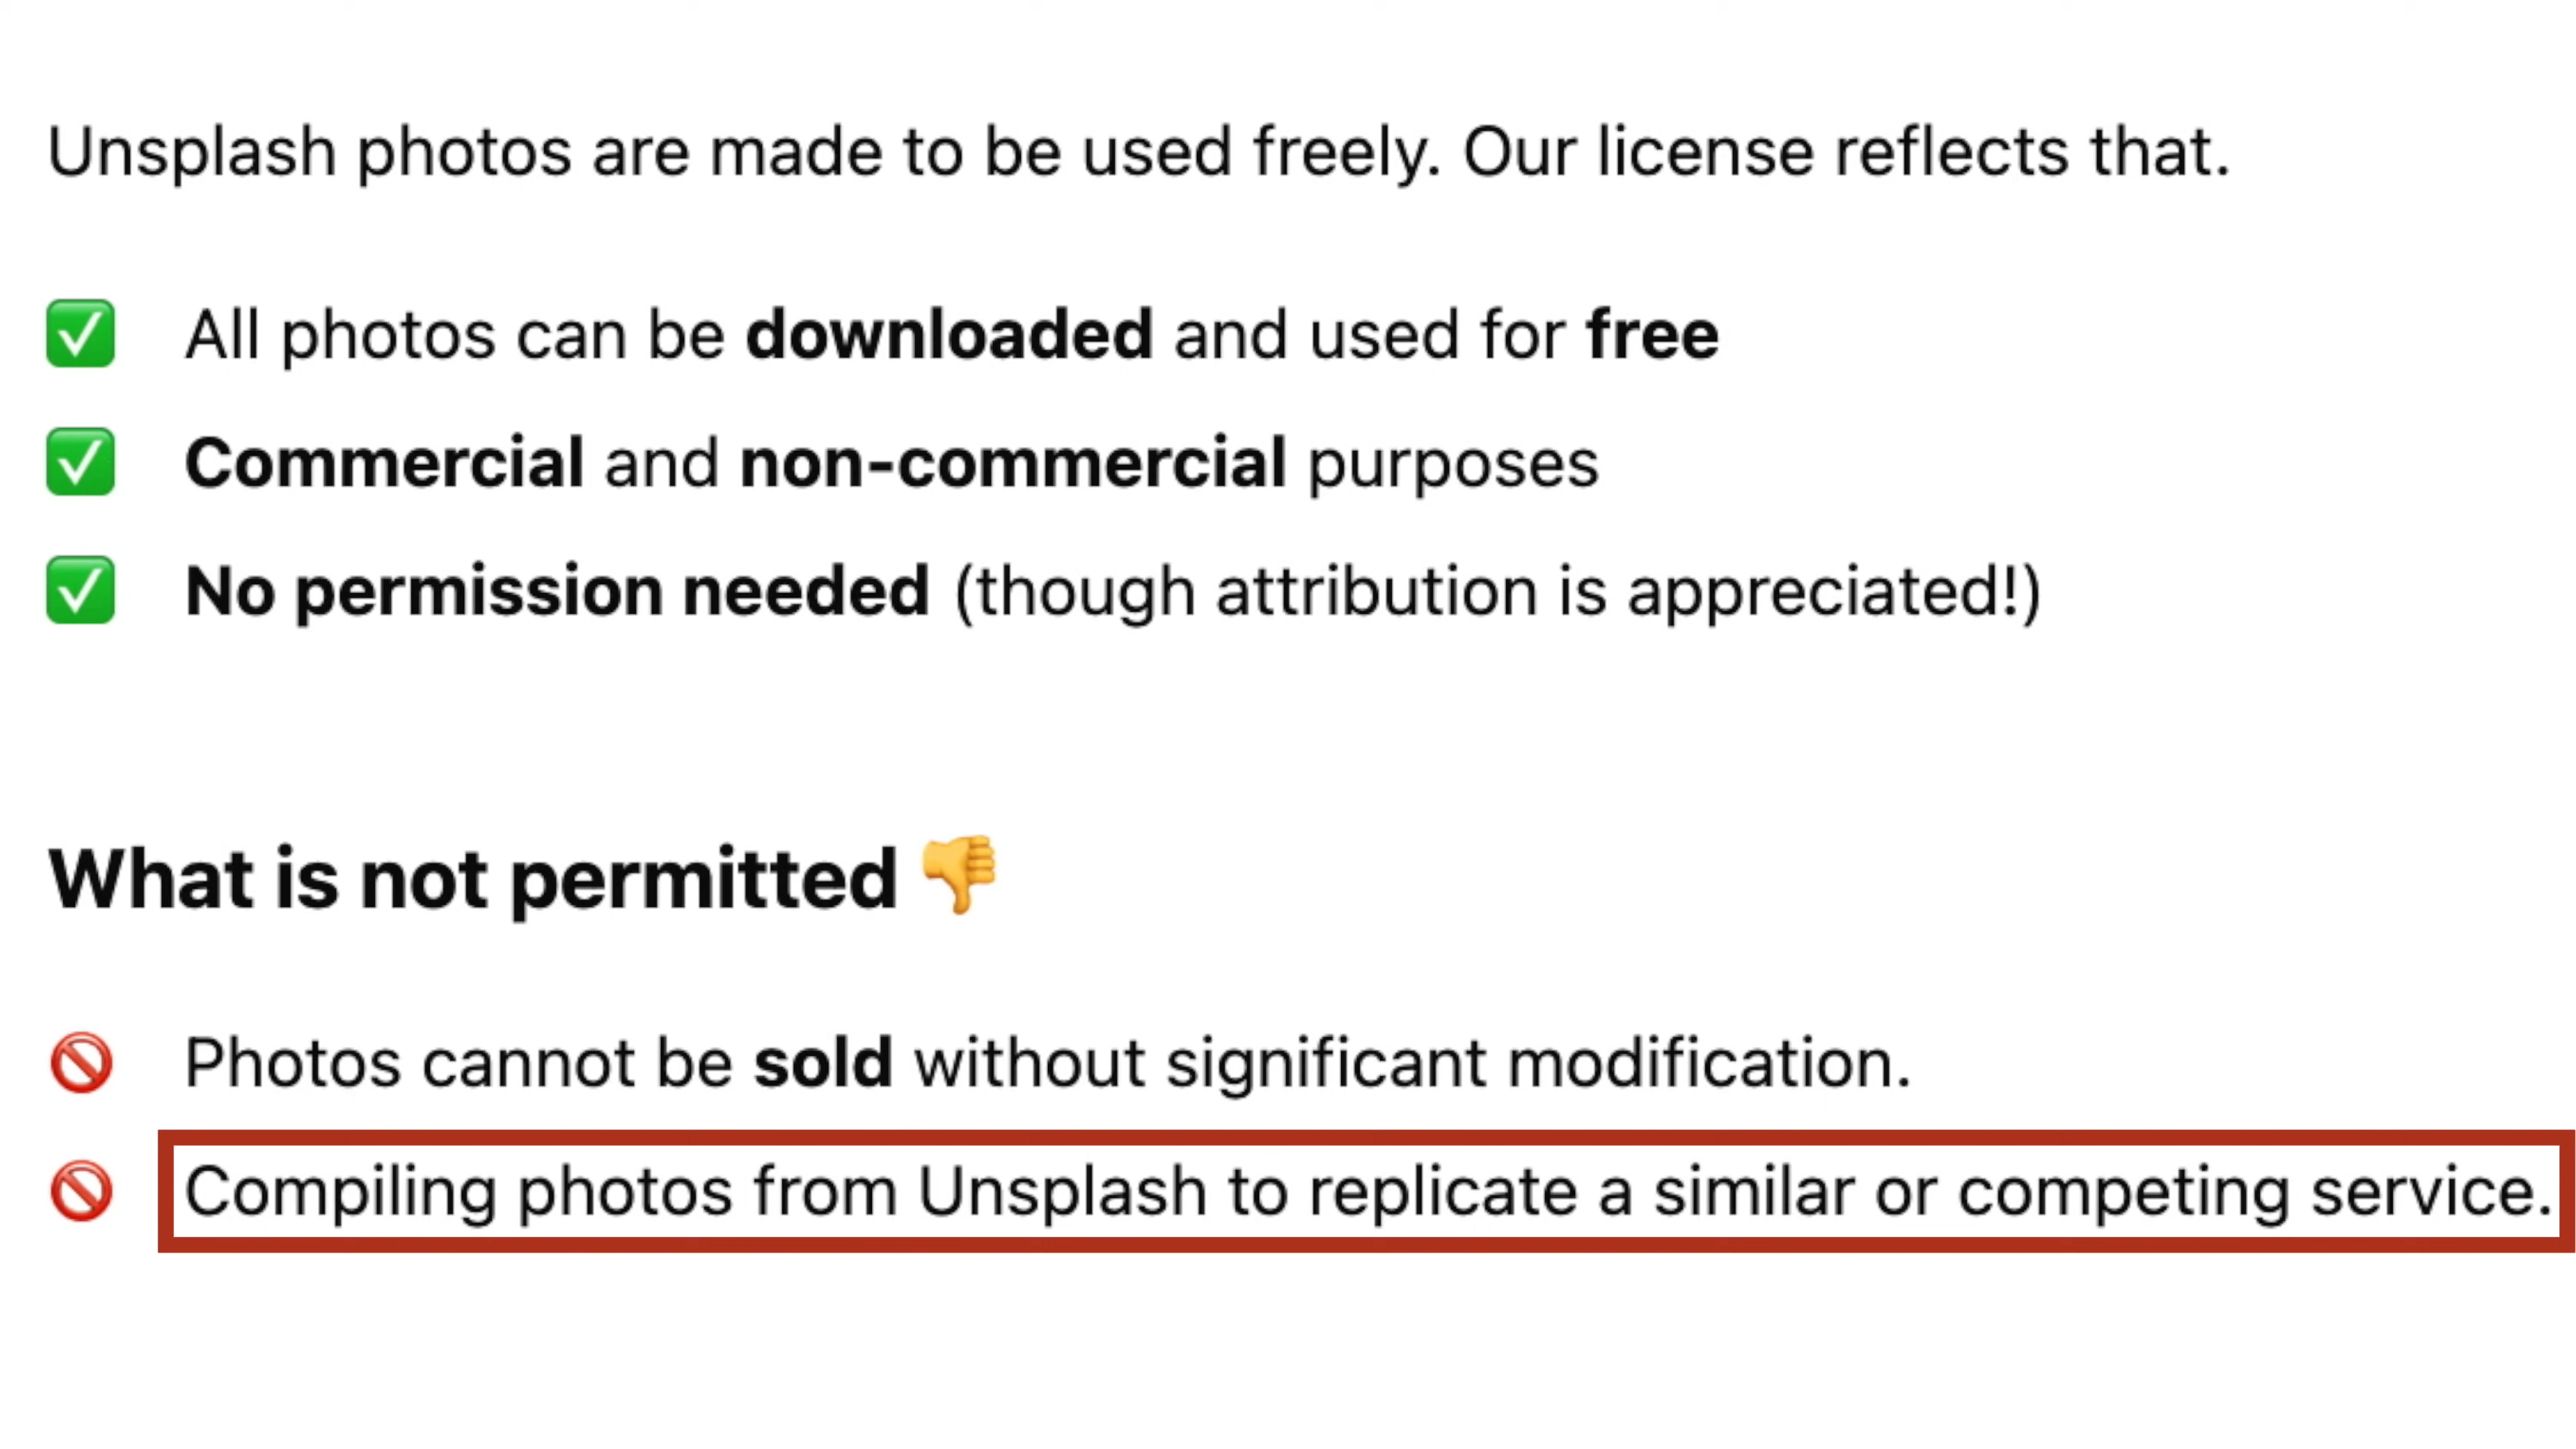 Unsplash photos are made to be used freely. Our license reflects that.
✅ All photos can be downloaded and used for free
✅ Commercial and non-commercial purposes
✅ No permission needed (though attribution is appreciated!)
What is not permitted 👎
🚫 Photos cannot be sold without significant modification.
🚫 Compiling photos from Unsplash to replicate a similar or competing service.